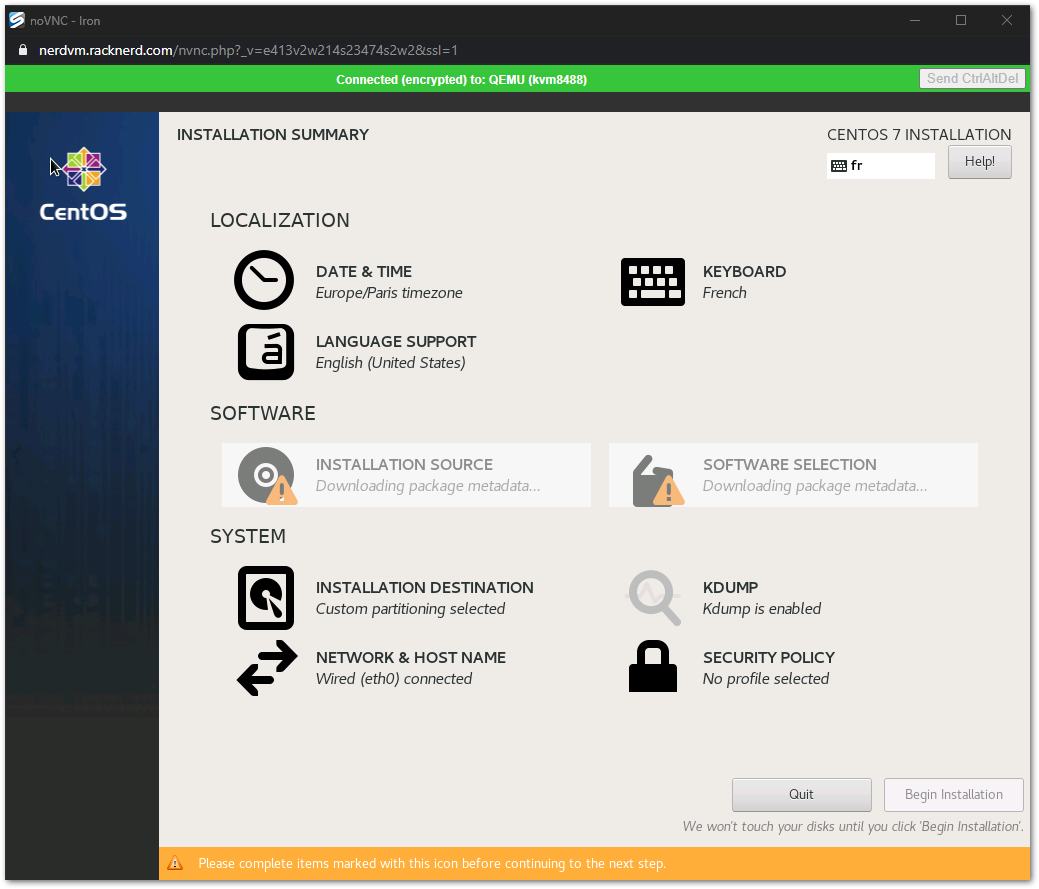 noVNC - Iron
nerdvm.racknerd.com/nvnc.php?_v=e413v2w214s23474s2w2&ssl=1
Connected (encrypted) to: QEMU (kvm8488)
Send CtrlAltDel
INSTALLATION SUMMARY
CENTOS 7 INSTALLATION
fr
Help!
CentOS
LOCALIZATION
DATE & TIME
Europe/Paris timezone
KEYBOARD
French
LANGUAGE SUPPORT
English (United States)
SOFTWARE
INSTALLATION SOURCE
Downloading package metadata...
SOFTWARE SELECTION
Downloading package metadata...
SYSTEM
INSTALLATION DESTINATION
Custom partitioning selected
KDUMP
Kdump is enabled
NETWORK & HOST NAME
Wired (eth0) connected
SECURITY POLICY
No profile selected
Quit
Begin Installation
We won't touch your disks until you click 'Begin Installation'.
Please complete items marked with this icon before continuing to the next step.